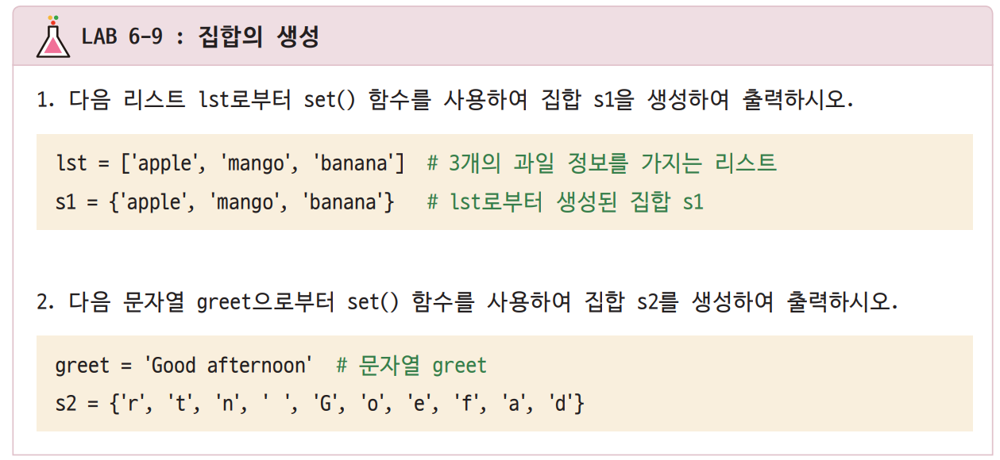 LAB 6-9 : 집합의 생성
1. 다음 리스트 lst로부터 set() 함수를 사용하여 집합 s1을 생성하여 출력하시오.
lst = ['apple', 'mango', 'banana']  # 3개의 과일 정보를 가지는 리스트
s1 = {'apple', 'mango', 'banana'}   # lst로부터 생성된 집합 s1
2. 다음 문자열 greet으로부터 set() 함수를 사용하여 집합 s2를 생성하여 출력하시오.
greet = 'Good afternoon'  # 문자열 greet
s2 = {'r', 't', 'n', ' ', 'G', 'o', 'e', 'f', 'a', 'd'}